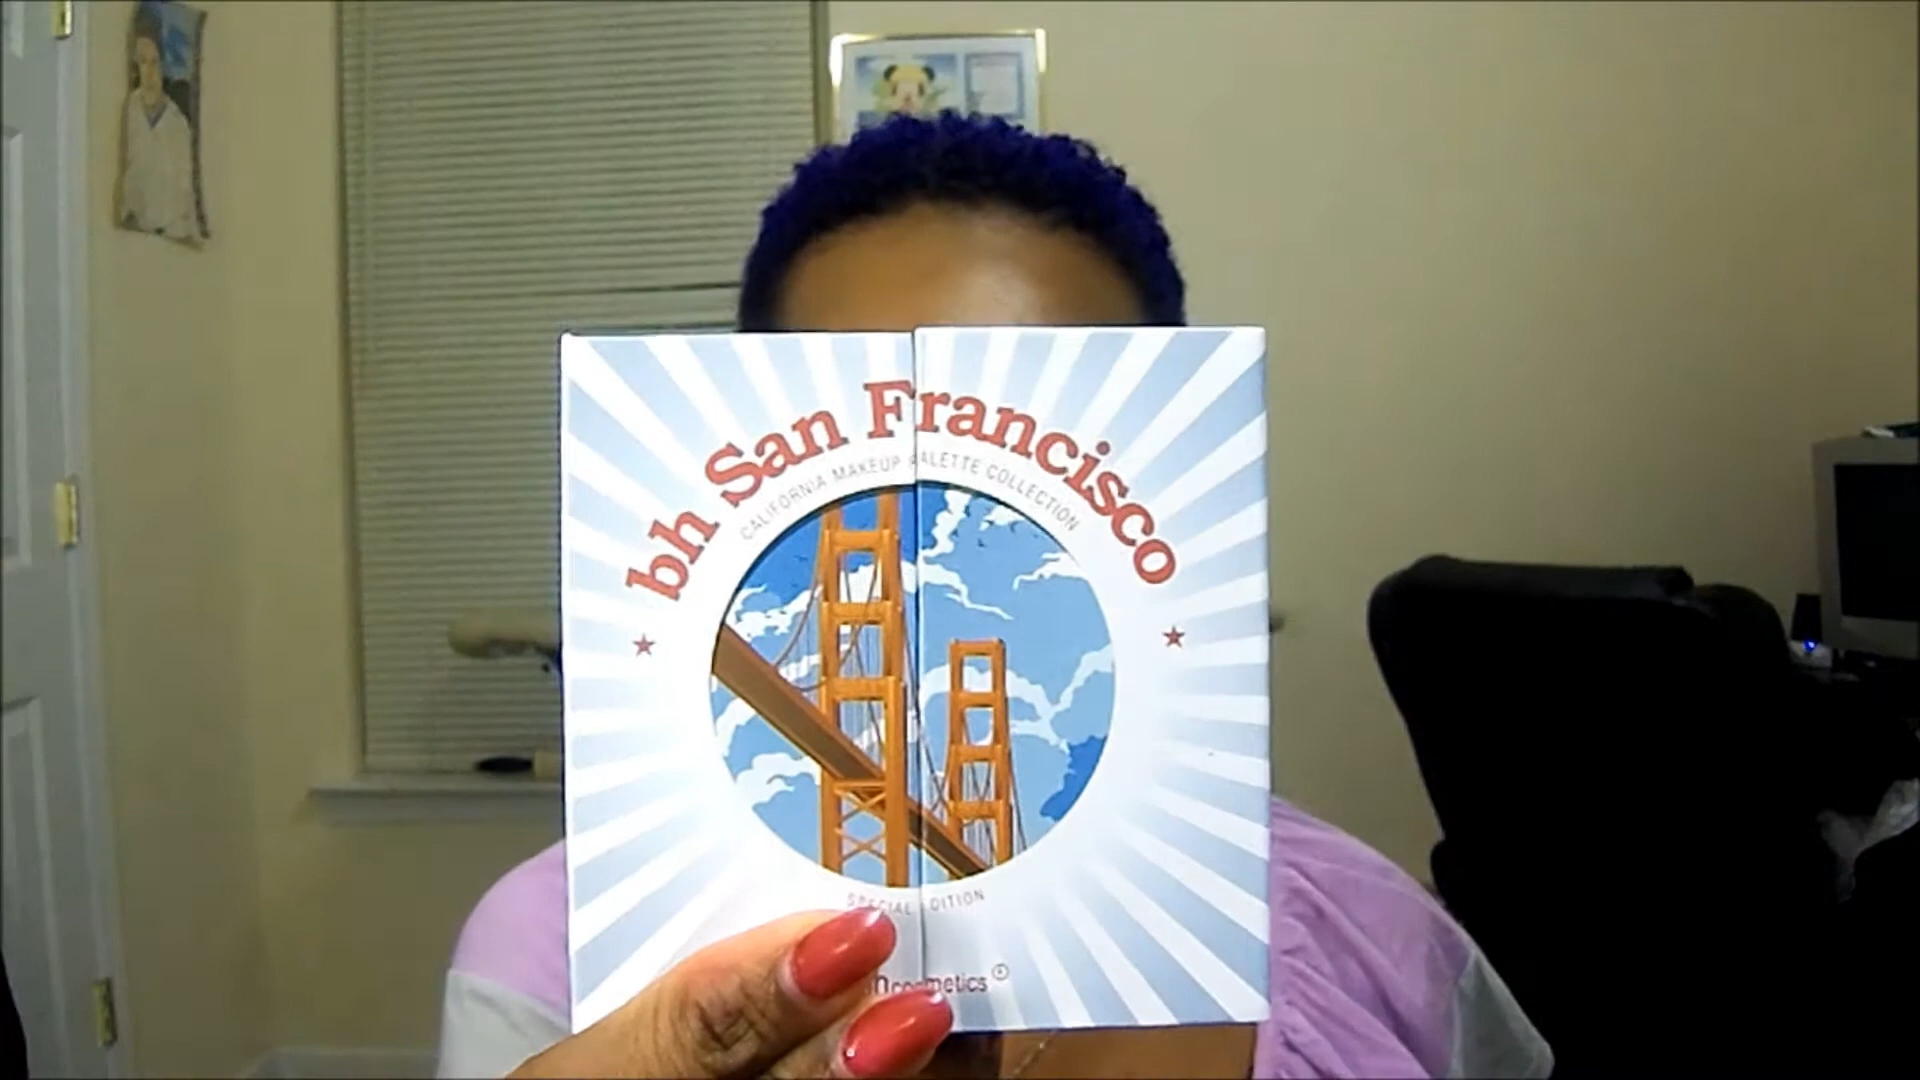 bh San Francisco
CALIFORNIA MAKEUP PALETTE COLLECTION
SPECIAL EDITION
cosmetics